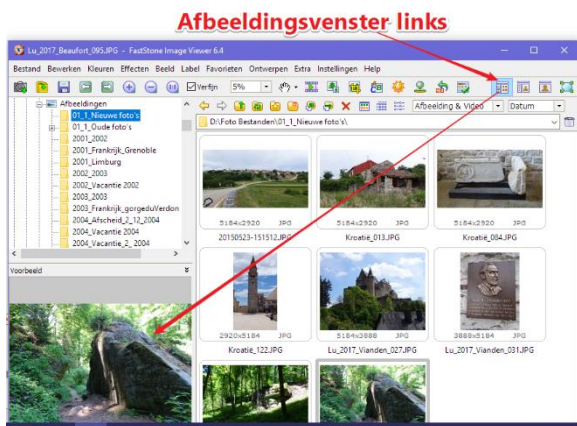 Afbeeldingsvenster links
Lu_2017_Beaufort_095.JPG - FastStone Image Viewer 6.4
Bestand Bewerken Kleuren Effecten Beeld Label Favorieten Ontwerpen Extra Instellingen Help
Verfijn 5%
Afbeeldingen
01_1_Nieuwe foto's
01_1_Oude foto's
2001_2002
2001_Frankrijk_Grenoble
2001_Limburg
2002_2003
2002_Vacantie 2002
2003_2003
2003_Frankrijk_gorgeduVerdon
2004_Afscheid_2_12_2004
2004_Vacantie 2004
2004_Vacantie_2_ 2004
Voorbeeld
Afbeelding & Video Datum
D:\Foto Bestanden\01_1_Nieuwe foto's\
5184x2920 JPG
20150523-151512.JPG
5184x2920 JPG
Kroatië_013.JPG
5184x2920 JPG
Kroatië_084.JPG
2920x5184 JPG
Kroatie_122.JPG
5184x3888 JPG
Lu_2017_Vianden_027.JPG
3888x5184 JPG
Lu_2017_Vianden_031.JPG